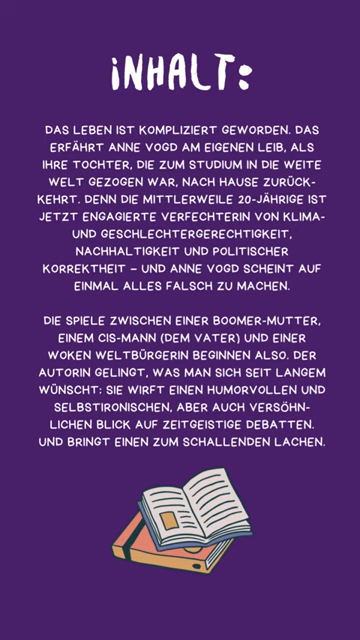 INHALT:
DAS LEBEN IST KOMPLIZIERT GEWORDEN. DAS
ERFÄHRT ANNE VOGD AM EIGENEN LEIB, ALS
IHRE TOCHTER, DIE ZUM STUDIUM IN DIE WEITE
WELT GEZOGEN WAR, NACH HAUSE ZURÜCK-
KEHRT. DENN DIE MITTLERWEILE 20-JÄHRIGE IST
JETZT ENGAGIERTE VERFECHTERIN VON KLIMA-
UND GESCHLECHTERGERECHTIGKEIT,
NACHHALTIGKEIT UND POLITISCHER
KORREKTHEIT – UND ANNE VOGD SCHEINT AUF
EINMAL ALLES FALSCH ZU MACHEN.
DIE SPIELE ZWISCHEN EINER BOOMER-MUTTER,
EINEM CIS-MANN (DEM VATER) UND EINER
WOKEN WELTBÜRGERIN BEGINNEN ALSO. DER
AUTORIN GELINGT, WAS MAN SICH SEIT LANGEM
WÜNSCHT: SIE WIRFT EINEN HUMORVOLLEN UND
SELBSTIRONISCHEN, ABER AUCH VERSÖHN-
LICHEN BLICK AUF ZEITGEISTIGE DEBATTEN.
UND BRINGT EINEN ZUM SCHALLENDEN LACHEN.